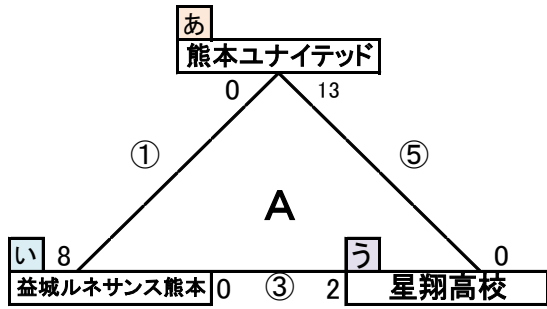 あ
熊本ユナイテッド
0 13
① ⑤
A
い 8 う 0
益城ルネサンス熊本 0 ③ 2 星翔高校